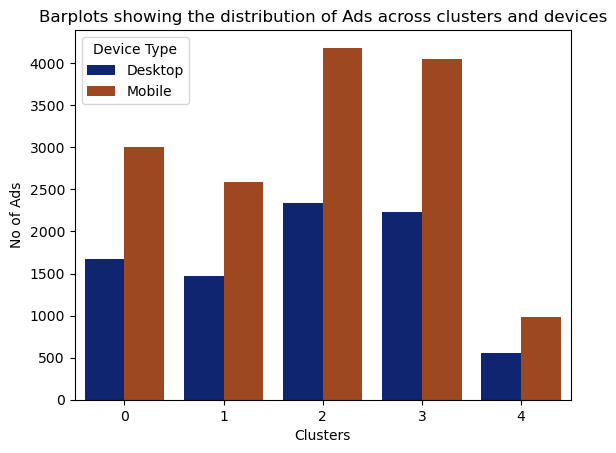 Barplots showing the distribution of Ads across clusters and devices
Device Type
Desktop
Mobile
4000
3500
3000
2500
2000
1500
1000
500
0
No of Ads
0 1 2 3 4
Clusters